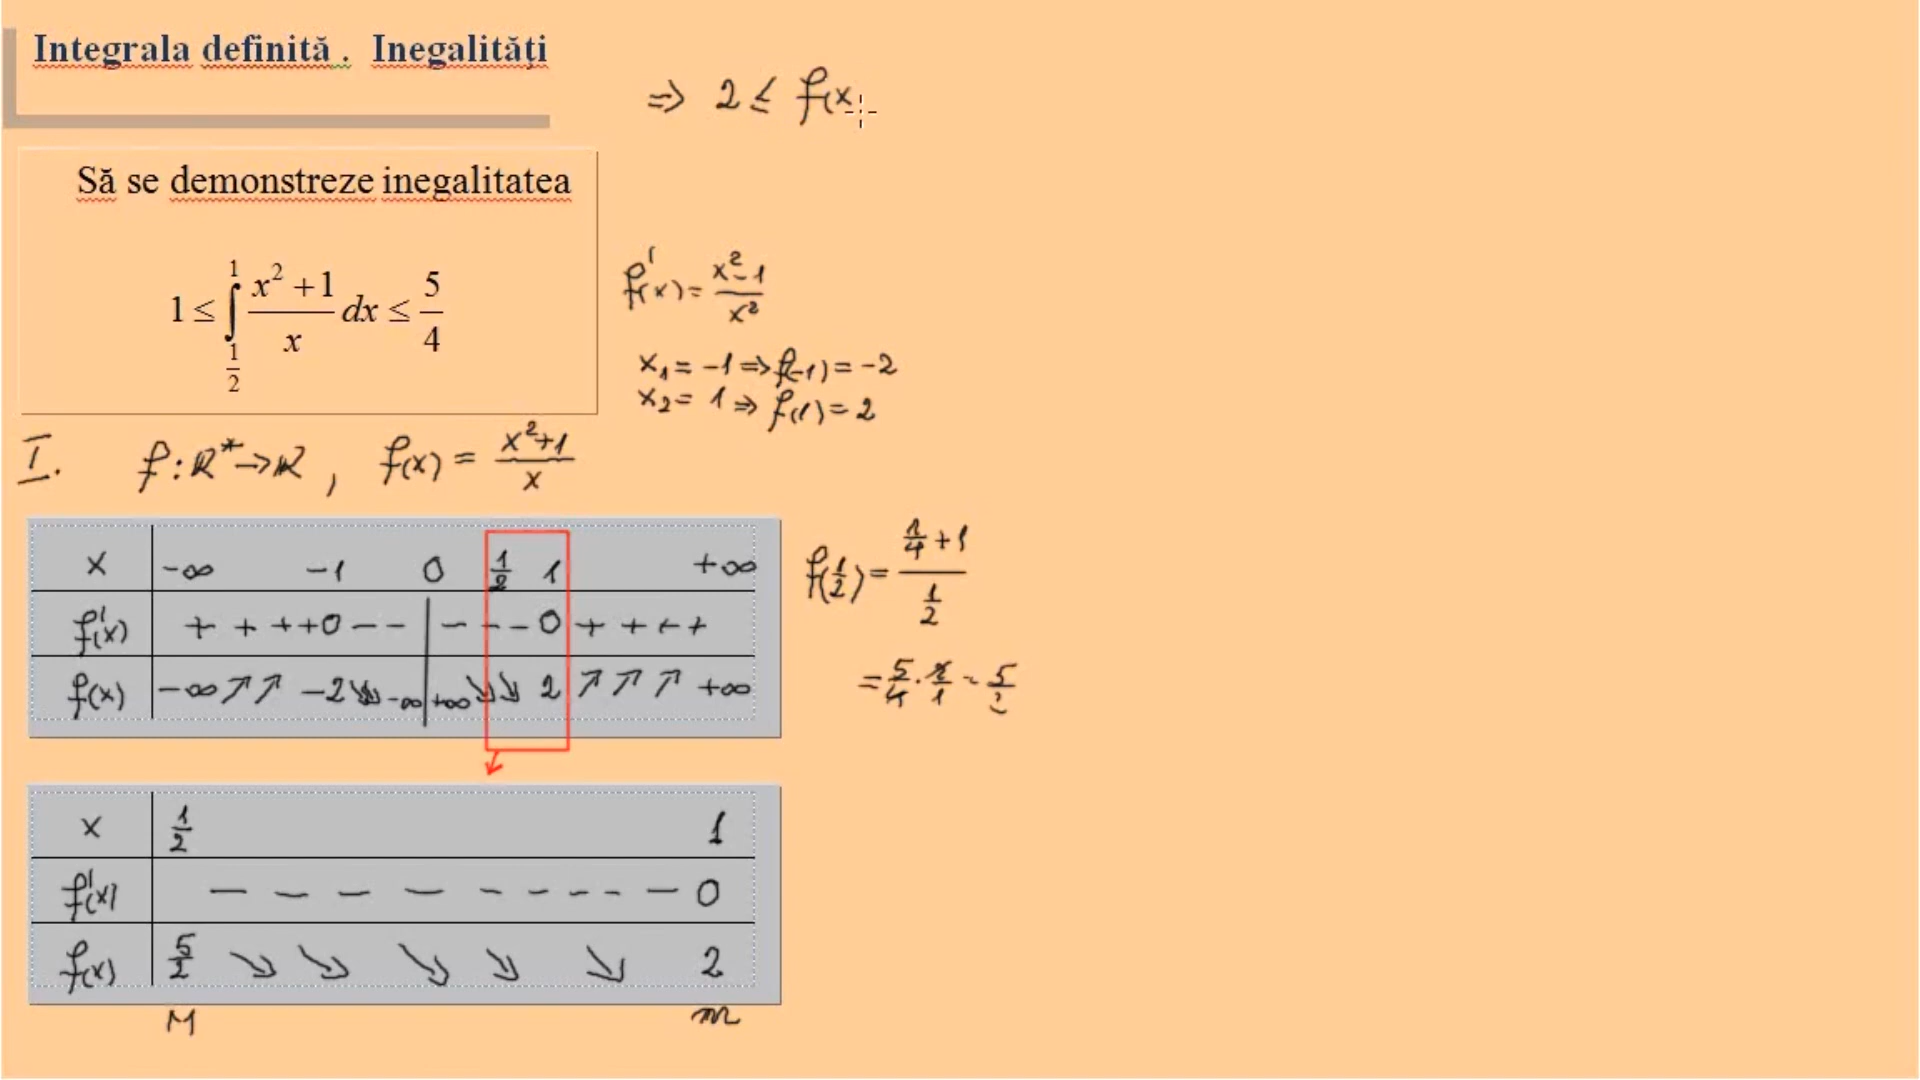 Integrala definită . Inegalități
⇒ 2 ≤ f(x
Să se demonstreze inegalitatea
1 ≤ ∫_{1/2}^{1} (x² + 1)/x dx ≤ 5/4
f'(x) = (x² - 1)/x²
x₁ = -1 ⇒ f(-1) = -2
x₂ = 1 ⇒ f(1) = 2
I. f : R* → R , f(x) = (x² + 1)/x
x | -∞ -1 0 1/2 1 +∞
f'(x) | + + + + 0 - - | - - - 0 + + + +
f(x) | -∞ ↗ ↗ -2 ↘ ↘ -∞ | +∞ ↘ ↘ 2 ↗ ↗ ↗ +∞
f(1/2) = (1/4 + 1)/(1/2)
= 5/4 · 2/1 = 5/2
x | 1/2 1
f'(x) | - - - - - - - - - 0
f(x) | 5/2 ↘ ↘ ↘ ↘ ↘ 2
M m